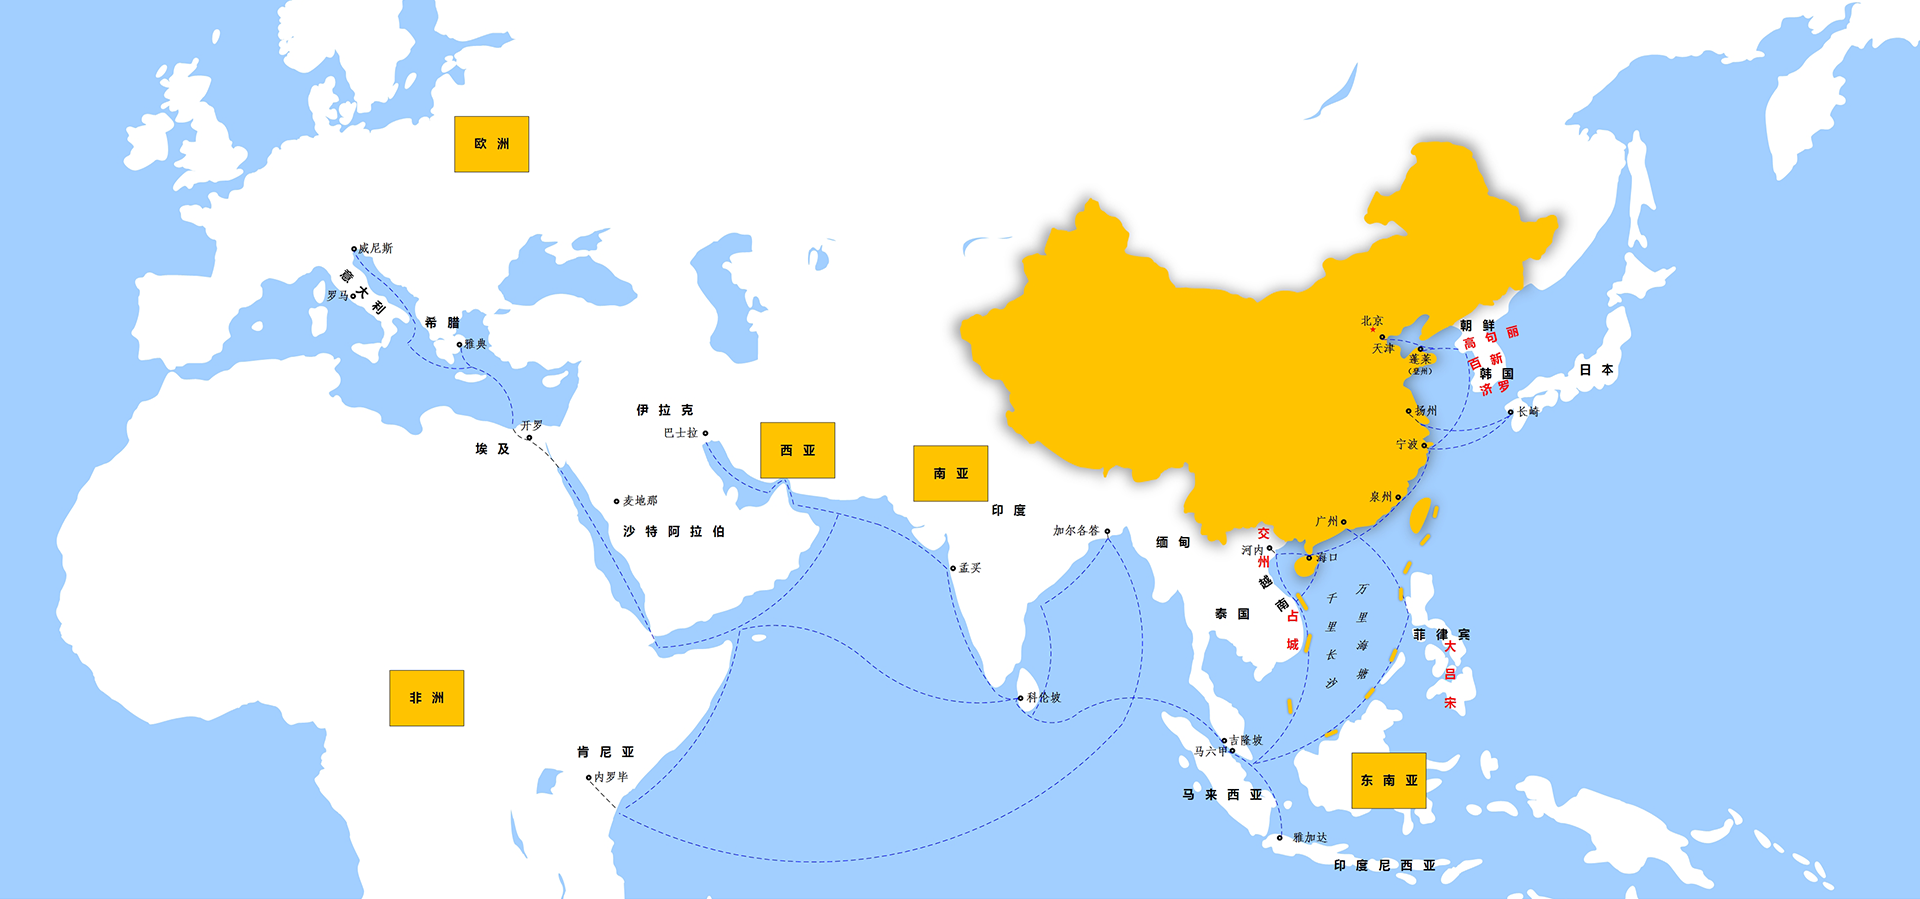 欧洲
威尼斯
意大利
罗马
希腊
雅典
开罗
埃及
伊拉克
巴士拉
西亚
麦地那
沙特阿拉伯
南亚
印度
加尔各答
孟买
科伦坡
非洲
肯尼亚
内罗毕
北京
天津
蓬莱
(登州)
朝鲜
高句丽
百济
新罗
韩国
日本
长崎
扬州
宁波
泉州
广州
海口
缅甸
交州
河内
越南
占城
泰国
千里长沙
万里海塘
菲律宾
大吕宋
吉隆坡
马六甲
马来西亚
东南亚
雅加达
印度尼西亚